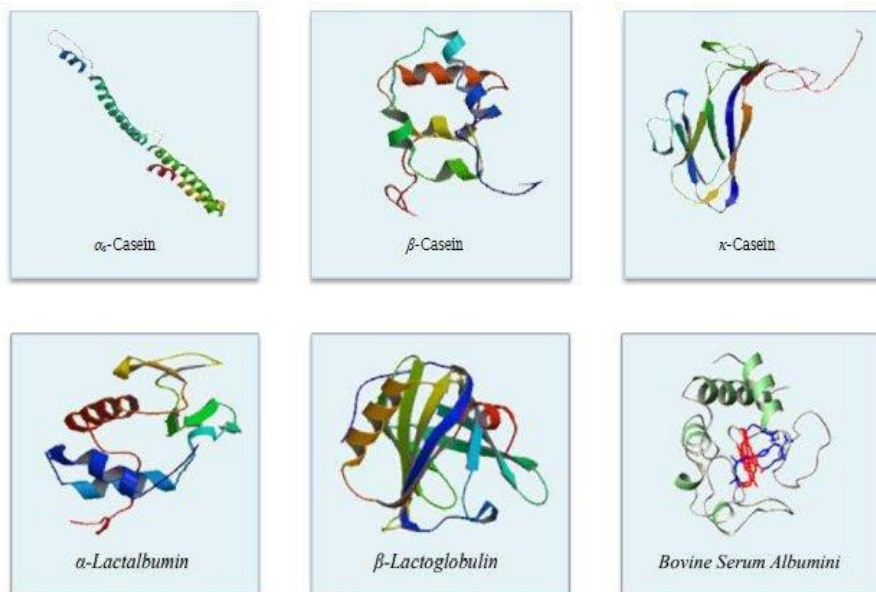 αs-Casein
β-Casein
κ-Casein
α-Lactalbumin
β-Lactoglobulin
Bovine Serum Albumini